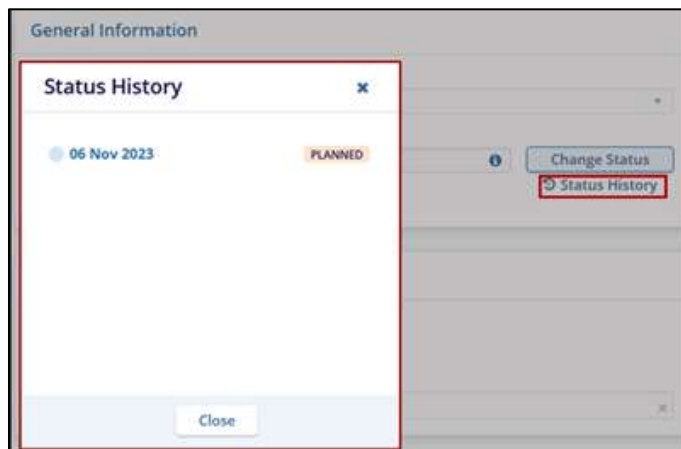 General Information
Status History
06 Nov 2023 PLANNED
Change Status
Status History
Close